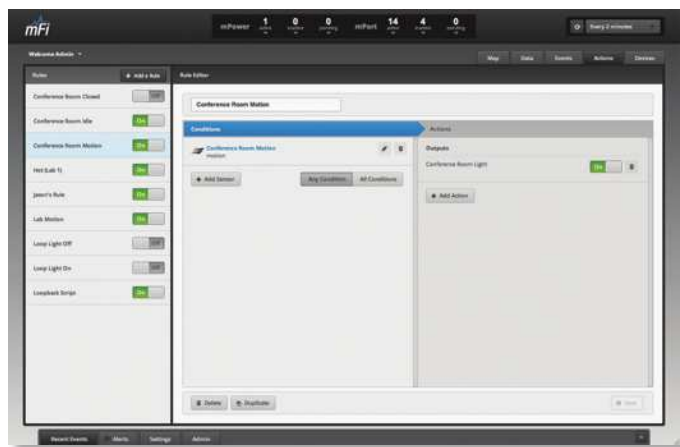 mFi
mPower 1 0 0 mPort 14 4 0
Every 2 minutes
Welcome Admin
Map Data Events Actions Devices
Rules + Add a Rule Rule Editor
Conference Room Closed Off
Conference Room Idle On
Conference Room Motion On
Hot (Lab 1) On
Jason's Rule On
Lab Motion On
Loop Light Off Off
Loop Light On Off
Loopback Script On
Conference Room Motion
Conditions Actions
Conference Room Motion
motion
+ Add Sensor Any Condition All Conditions
Outputs
Conference Room Light On
+ Add Action
Delete Duplicate
Recent Events Alerts Settings Admin